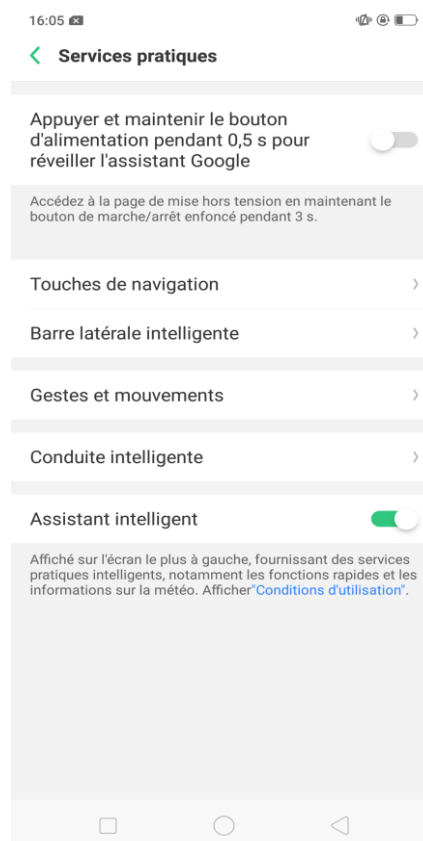 16:05
Services pratiques
Appuyer et maintenir le bouton
d'alimentation pendant 0,5 s pour
réveiller l'assistant Google
Accédez à la page de mise hors tension en maintenant le
bouton de marche/arrêt enfoncé pendant 3 s.
Touches de navigation
Barre latérale intelligente
Gestes et mouvements
Conduite intelligente
Assistant intelligent
Affiché sur l'écran le plus à gauche, fournissant des services
pratiques intelligents, notamment les fonctions rapides et les
informations sur la météo. Afficher"Conditions d'utilisation".